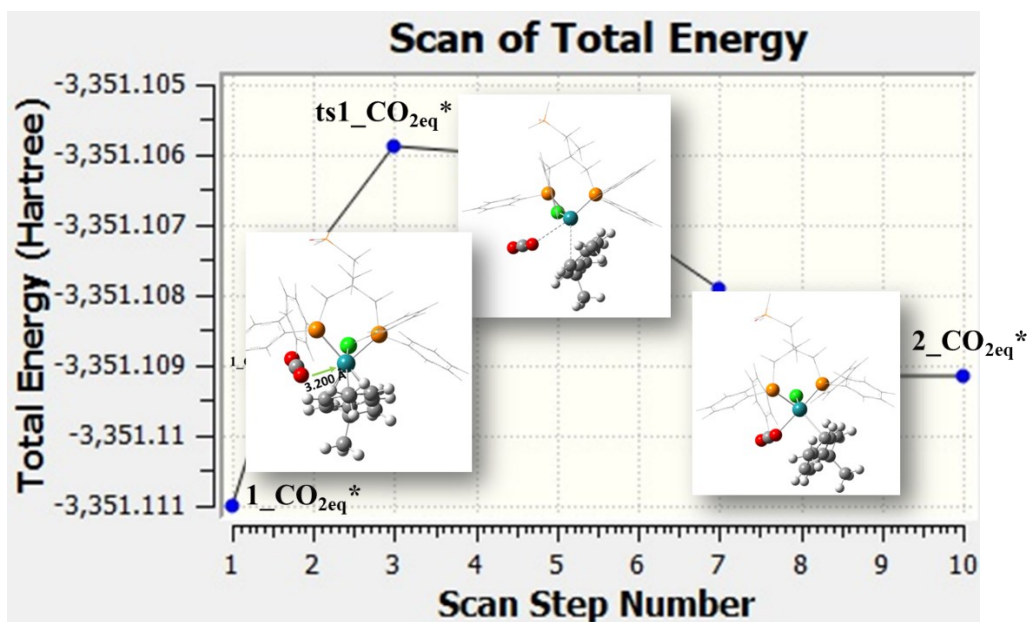 Scan of Total Energy
Total Energy (Hartree)
-3,351.105
-3,351.106
-3,351.107
-3,351.108
-3,351.109
-3,351.11
-3,351.111
ts1_CO₂eq*
3.200 Å
1_CO₂eq*
2_CO₂eq*
1 2 3 4 5 6 7 8 9 10
Scan Step Number